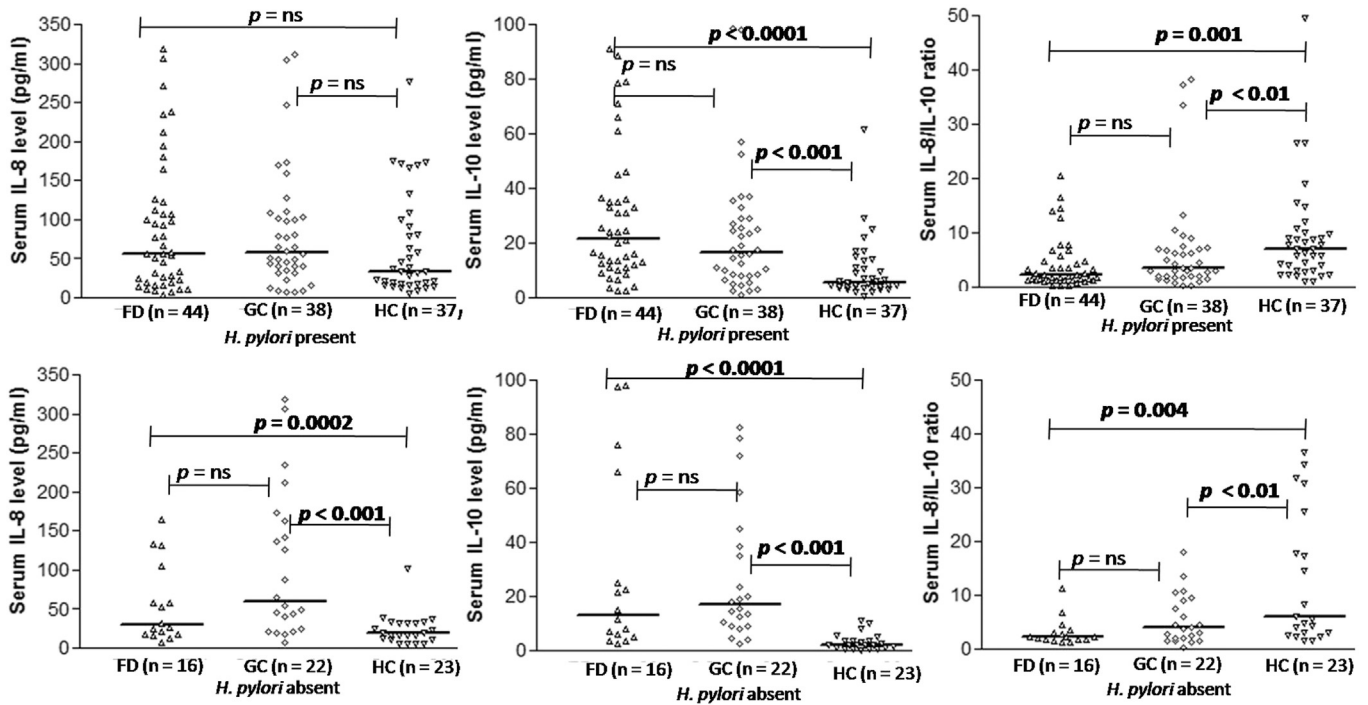 Serum IL-8 level (pg/ml)
350
300
250
200
150
100
50
0
p = ns
p = ns
FD (n = 44)
GC (n = 38)
HC (n = 37),
H. pylori present
Serum IL-10 level (pg/ml)
100
80
60
40
20
0
p < 0.0001
p = ns
p < 0.001
FD (n = 44)
GC (n = 38)
HC (n = 37)
H. pylori present
Serum IL-8/IL-10 ratio
50
40
30
20
10
0
p = 0.001
p < 0.01
p = ns
FD (n = 44)
GC (n = 38)
HC (n = 37)
H. pylori present
Serum IL-8 level (pg/ml)
350
300
250
200
150
100
50
0
p = 0.0002
p = ns
p < 0.001
FD (n = 16)
GC (n = 22)
HC (n = 23)
H. pylori absent
Serum IL-10 level (pg/ml)
100
80
60
40
20
0
p < 0.0001
p = ns
p < 0.001
FD (n = 16)
GC (n = 22)
HC (n = 23)
H. pylori absent
Serum IL-8/IL-10 ratio
50
40
30
20
10
0
p = 0.004
p < 0.01
p = ns
FD (n = 16)
GC (n = 22)
HC (n = 23)
H. pylori absent